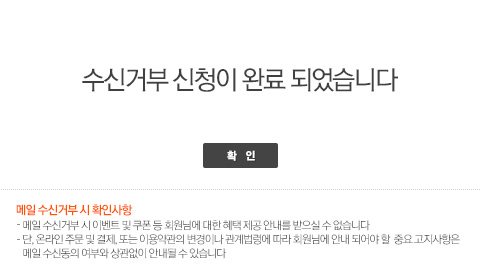 수신거부 신청이 완료 되었습니다
확 인
메일 수신거부 시 확인사항
- 메일 수신거부 시 이벤트 및 쿠폰 등 회원님에 대한 혜택 제공 안내를 받으실 수 없습니다
- 단, 온라인 주문 및 결제, 또는 이용약관의 변경이나 관계법령에 따라 회원님에 안내 되어야 할 중요 고지사항은
메일 수신동의 여부와 상관없이 안내될 수 있습니다